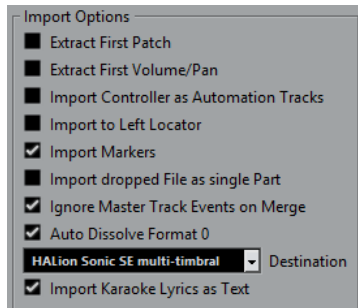 Import Options
Extract First Patch
Extract First Volume/Pan
Import Controller as Automation Tracks
Import to Left Locator
Import Markers
Import dropped File as single Part
Ignore Master Track Events on Merge
Auto Dissolve Format 0
HALion Sonic SE multi-timbral Destination
Import Karaoke Lyrics as Text